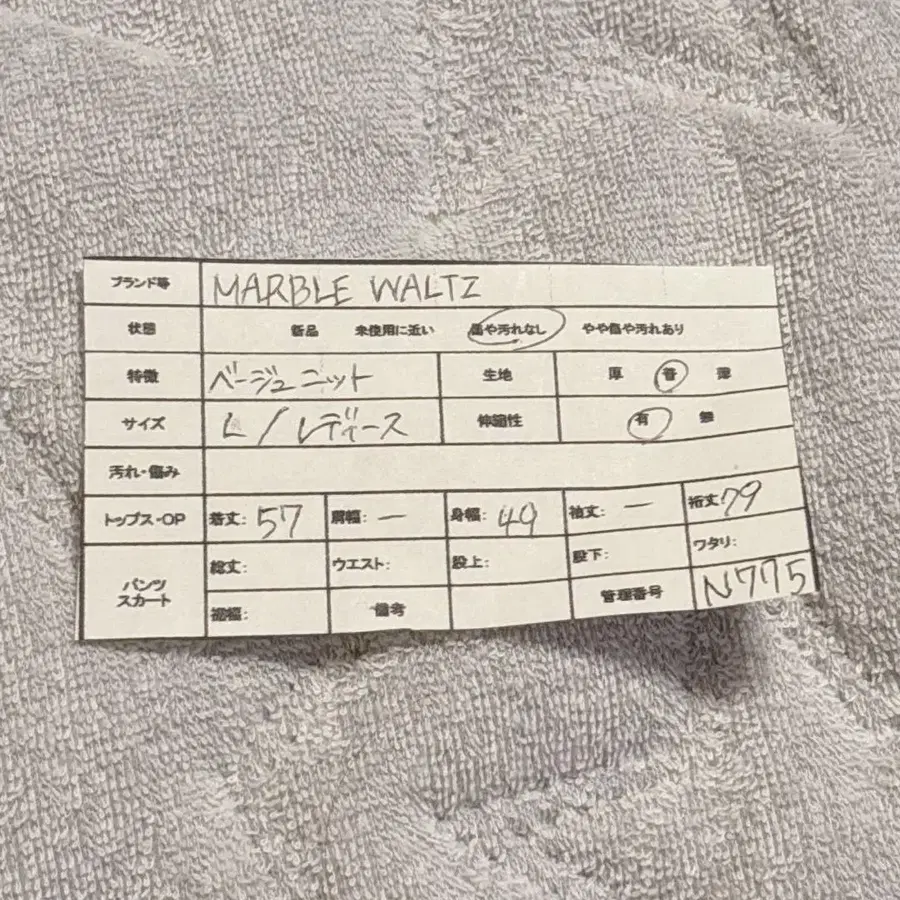 ブランド等 MARBLE WALTZ
状態 新品 未使用に近い 傷や汚れなし やや傷や汚れあり
特徴 ベージュニット 生地 厚 普 薄
サイズ L/レディース 伸縮性 有 無
汚れ・傷み
トップス・OP 着丈: 57 肩幅: ― 身幅: 49 袖丈: ― 裄丈 79
パンツ スカート 総丈: ウエスト: 股上: 股下: ワタリ:
裾幅: 備考 管理番号 N775